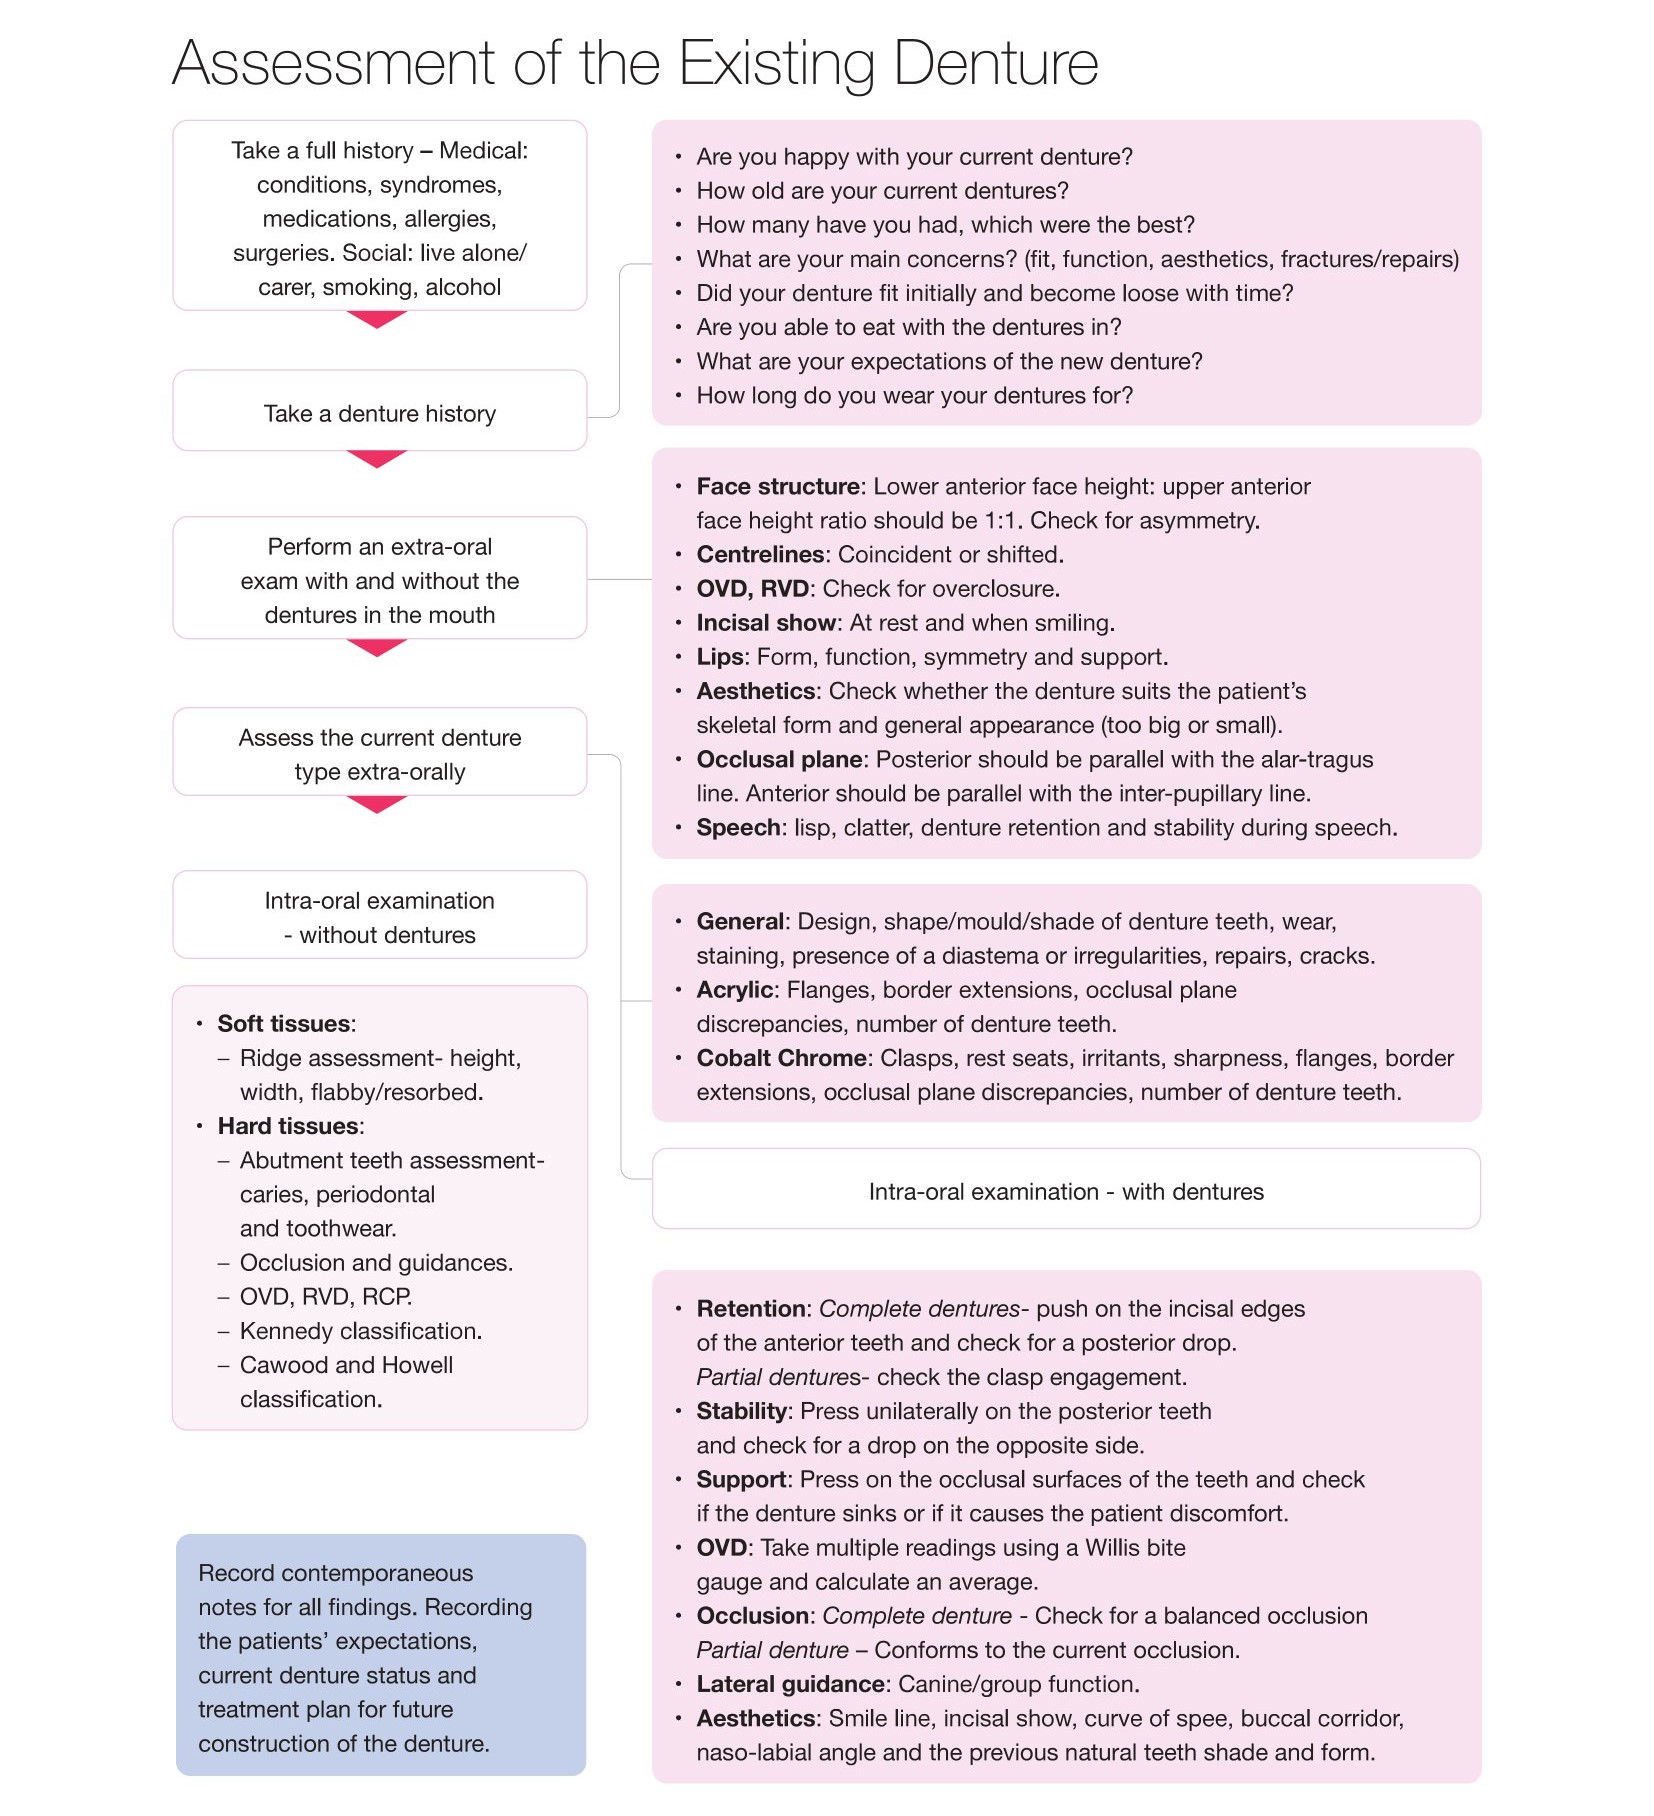 Assessment of the Existing Denture
Take a full history – Medical:
conditions, syndromes,
medications, allergies,
surgeries. Social: live alone/
carer, smoking, alcohol
Take a denture history
• Are you happy with your current denture?
• How old are your current dentures?
• How many have you had, which were the best?
• What are your main concerns? (fit, function, aesthetics, fractures/repairs)
• Did your denture fit initially and become loose with time?
• Are you able to eat with the dentures in?
• What are your expectations of the new denture?
• How long do you wear your dentures for?
Perform an extra-oral
exam with and without the
dentures in the mouth
• Face structure: Lower anterior face height: upper anterior
face height ratio should be 1:1. Check for asymmetry.
• Centrelines: Coincident or shifted.
• OVD, RVD: Check for overclosure.
• Incisal show: At rest and when smiling.
• Lips: Form, function, symmetry and support.
• Aesthetics: Check whether the denture suits the patient’s
skeletal form and general appearance (too big or small).
• Occlusal plane: Posterior should be parallel with the alar-tragus
line. Anterior should be parallel with the inter-pupillary line.
• Speech: lisp, clatter, denture retention and stability during speech.
Assess the current denture
type extra-orally
• General: Design, shape/mould/shade of denture teeth, wear,
staining, presence of a diastema or irregularities, repairs, cracks.
• Acrylic: Flanges, border extensions, occlusal plane
discrepancies, number of denture teeth.
• Cobalt Chrome: Clasps, rest seats, irritants, sharpness, flanges, border
extensions, occlusal plane discrepancies, number of denture teeth.
Intra-oral examination
- without dentures
• Soft tissues:
– Ridge assessment- height,
width, flabby/resorbed.
• Hard tissues:
– Abutment teeth assessment-
caries, periodontal
and toothwear.
– Occlusion and guidances.
– OVD, RVD, RCP.
– Kennedy classification.
– Cawood and Howell
classification.
Intra-oral examination - with dentures
• Retention: Complete dentures- push on the incisal edges
of the anterior teeth and check for a posterior drop.
Partial dentures- check the clasp engagement.
• Stability: Press unilaterally on the posterior teeth
and check for a drop on the opposite side.
• Support: Press on the occlusal surfaces of the teeth and check
if the denture sinks or if it causes the patient discomfort.
• OVD: Take multiple readings using a Willis bite
gauge and calculate an average.
• Occlusion: Complete denture - Check for a balanced occlusion
Partial denture – Conforms to the current occlusion.
• Lateral guidance: Canine/group function.
• Aesthetics: Smile line, incisal show, curve of spee, buccal corridor,
naso-labial angle and the previous natural teeth shade and form.
Record contemporaneous
notes for all findings. Recording
the patients’ expectations,
current denture status and
treatment plan for future
construction of the denture.